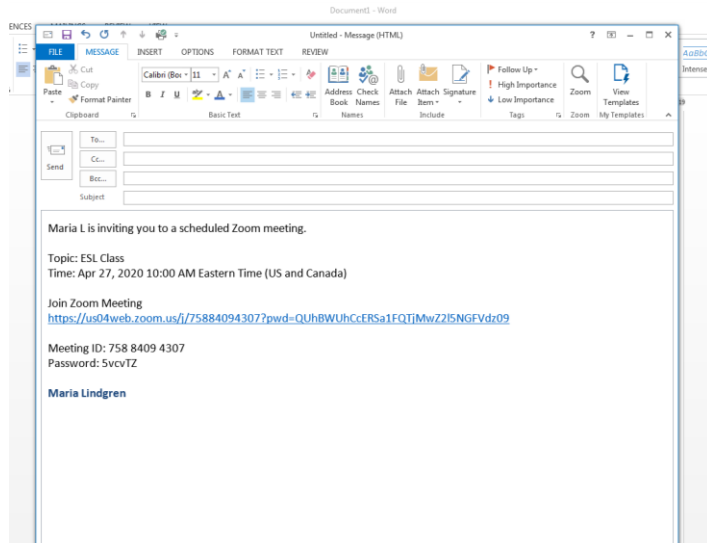 Document1 - Word
ENCES
Untitled - Message (HTML)
FILE MESSAGE INSERT OPTIONS FORMAT TEXT REVIEW
Paste
Cut
Copy
Format Painter
Clipboard
Calibri (Boc 11
B I U
Basic Text
Address Book
Check Names
Names
Attach File
Attach Item
Signature
Include
Follow Up
High Importance
Low Importance
Tags
Zoom
Zoom
View Templates
My Templates
Intense
Send
To...
Cc...
Bcc...
Subject
Maria L is inviting you to a scheduled Zoom meeting.
Topic: ESL Class
Time: Apr 27, 2020 10:00 AM Eastern Time (US and Canada)
Join Zoom Meeting
https://us04web.zoom.us/j/75884094307?pwd=QUhBWUhCcERSa1FQTjMwZ2l5NGFVdz09
Meeting ID: 758 8409 4307
Password: 5vcvTZ
Maria Lindgren